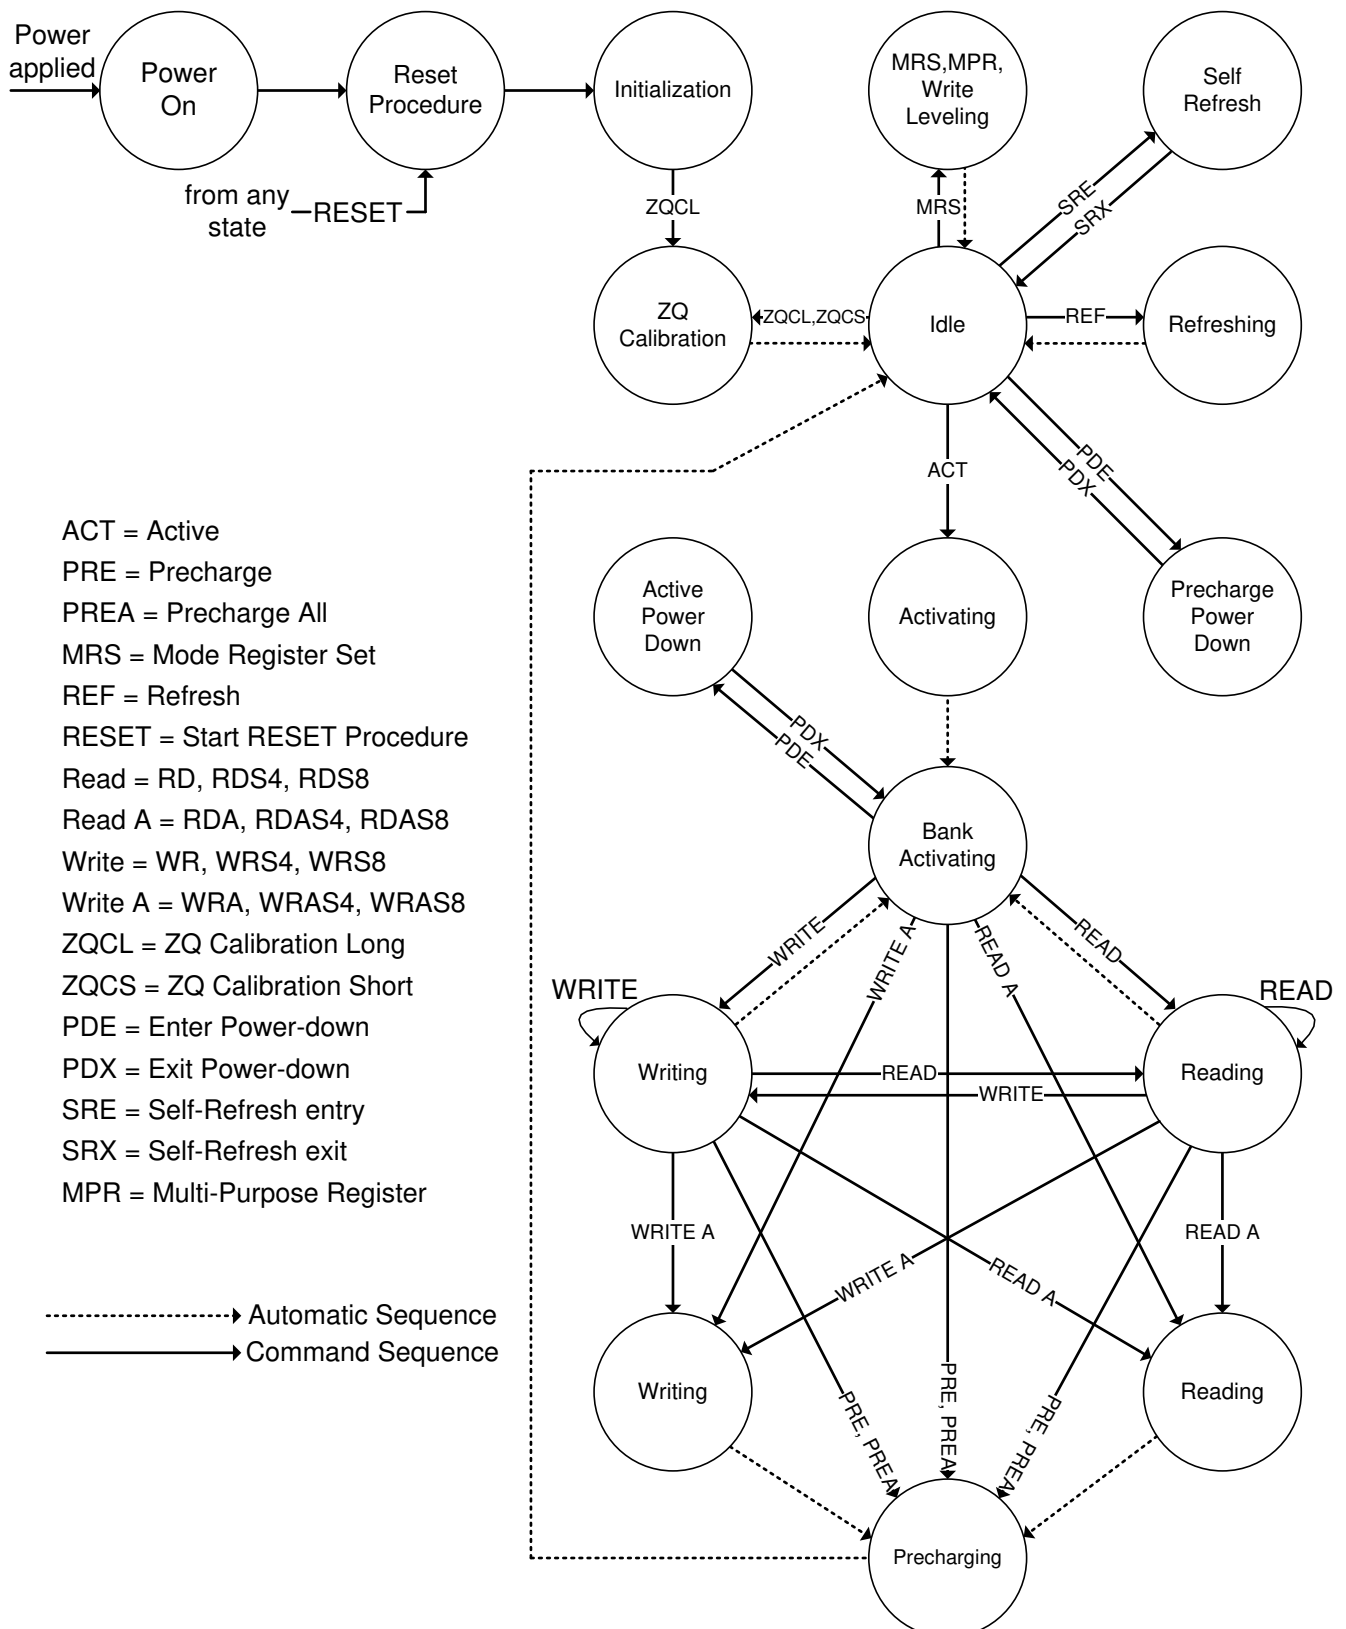 Power
applied
Power
On
Reset
Procedure
Initialization
MRS,MPR,
Write
Leveling
Self
Refresh
from any
state
RESET
ZQCL
MRS
SRE
SRX
ZQ
Calibration
ZQCL,ZQCS
Idle
REF
Refreshing
ACT
PDE
PDX
ACT = Active
PRE = Precharge
PREA = Precharge All
MRS = Mode Register Set
REF = Refresh
RESET = Start RESET Procedure
Read = RD, RDS4, RDS8
Read A = RDA, RDAS4, RDAS8
Write = WR, WRS4, WRS8
Write A = WRA, WRAS4, WRAS8
ZQCL = ZQ Calibration Long
ZQCS = ZQ Calibration Short
PDE = Enter Power-down
PDX = Exit Power-down
SRE = Self-Refresh entry
SRX = Self-Refresh exit
MPR = Multi-Purpose Register
Automatic Sequence
Command Sequence
Active
Power
Down
Activating
Precharge
Power
Down
PDX
PDE
Bank
Activating
WRITE
WRITE A
READ A
READ
WRITE
READ
Writing
READ
WRITE
Reading
WRITE A
READ A
WRITE A
READ A
Writing
PRE, PREA
PRE, PREA
PRE, PREA
Reading
Precharging